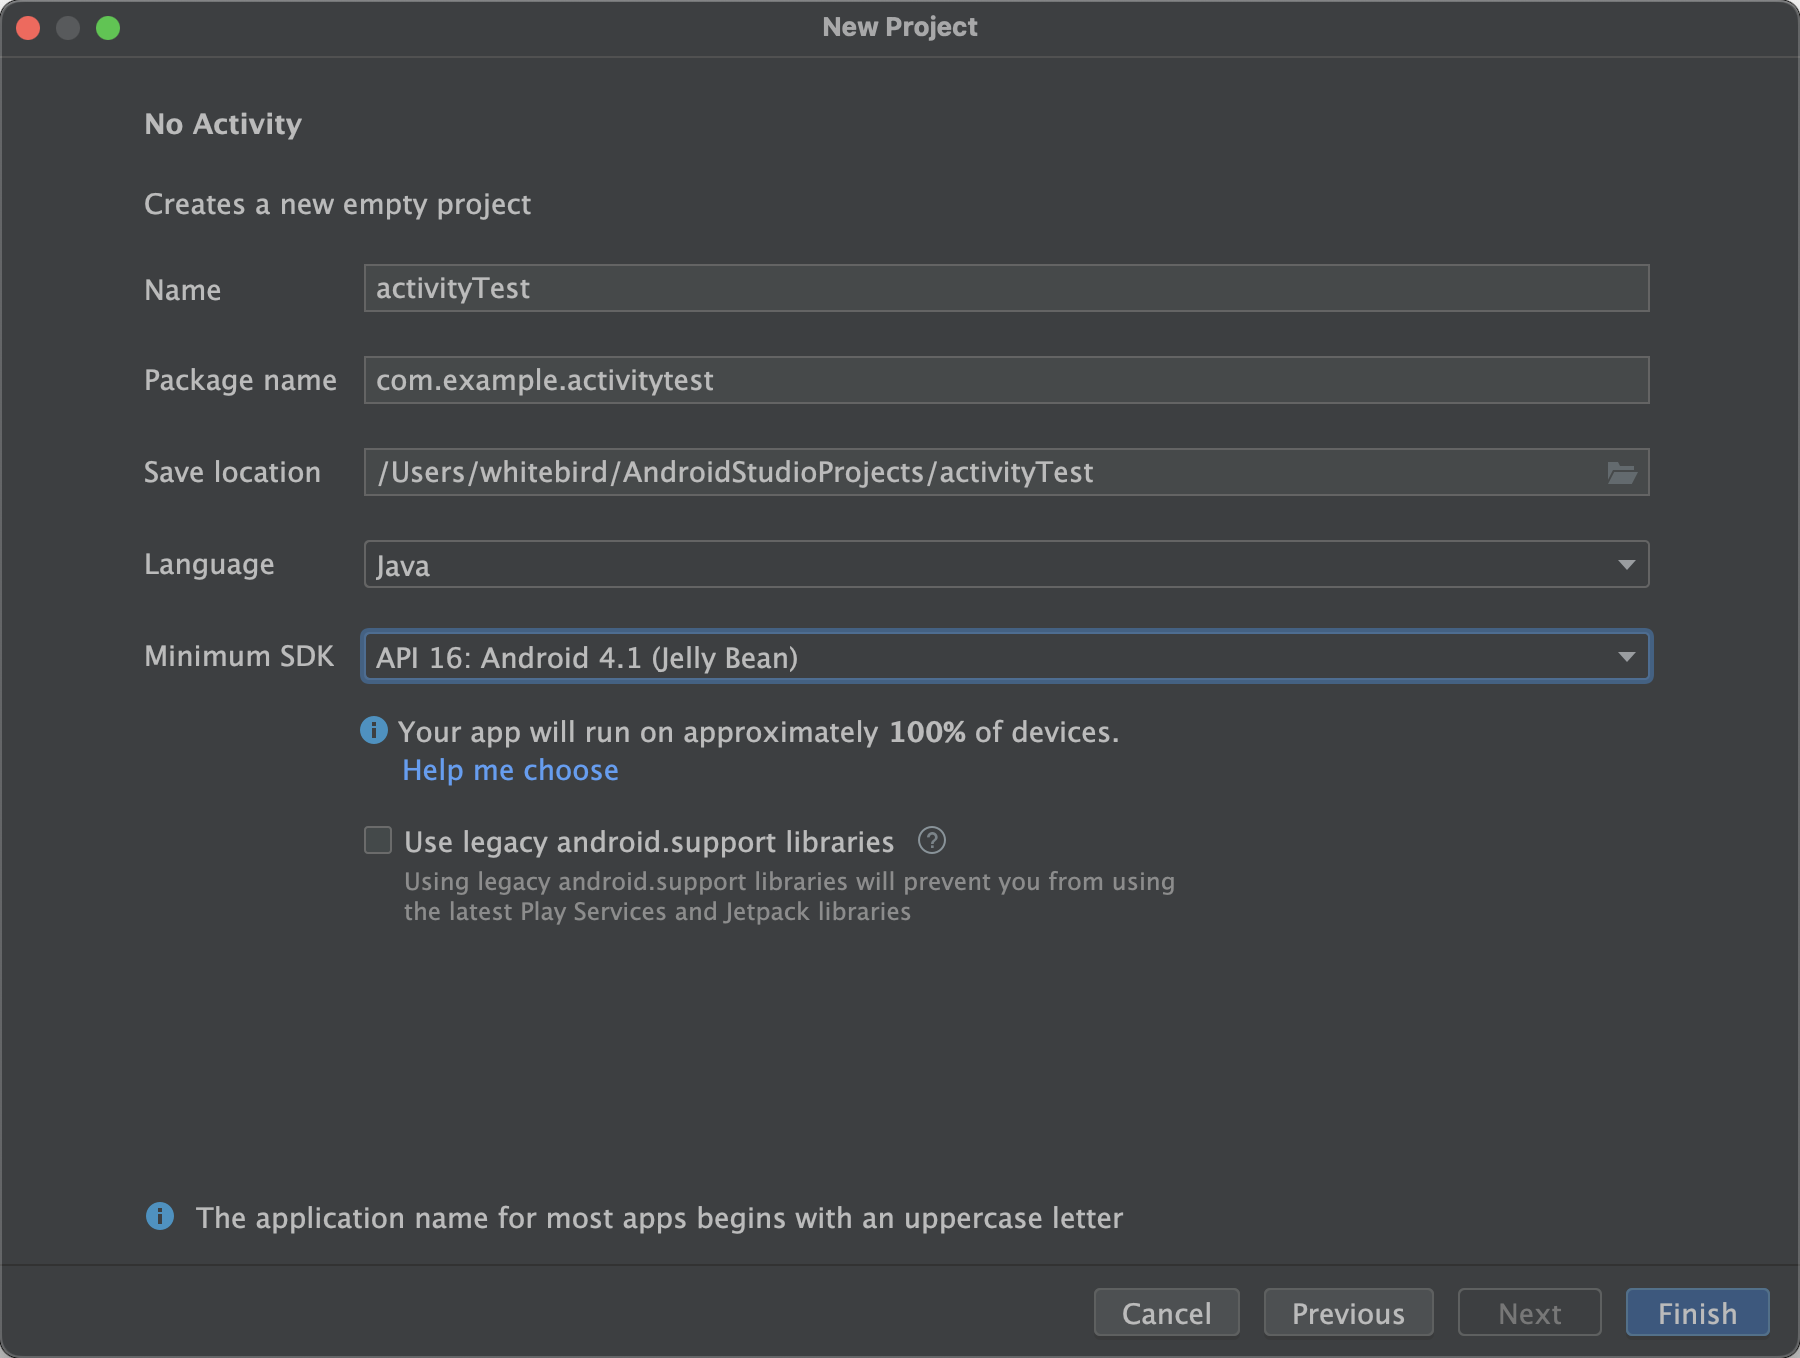 New Project
No Activity
Creates a new empty project
Name
activityTest
Package name
com.example.activitytest
Save location
/Users/whitebird/AndroidStudioProjects/activityTest
Language
Java
Minimum SDK
API 16: Android 4.1 (Jelly Bean)
Your app will run on approximately 100% of devices.
Help me choose
Use legacy android.support libraries
Using legacy android.support libraries will prevent you from using
the latest Play Services and Jetpack libraries
The application name for most apps begins with an uppercase letter
Cancel
Previous
Next
Finish